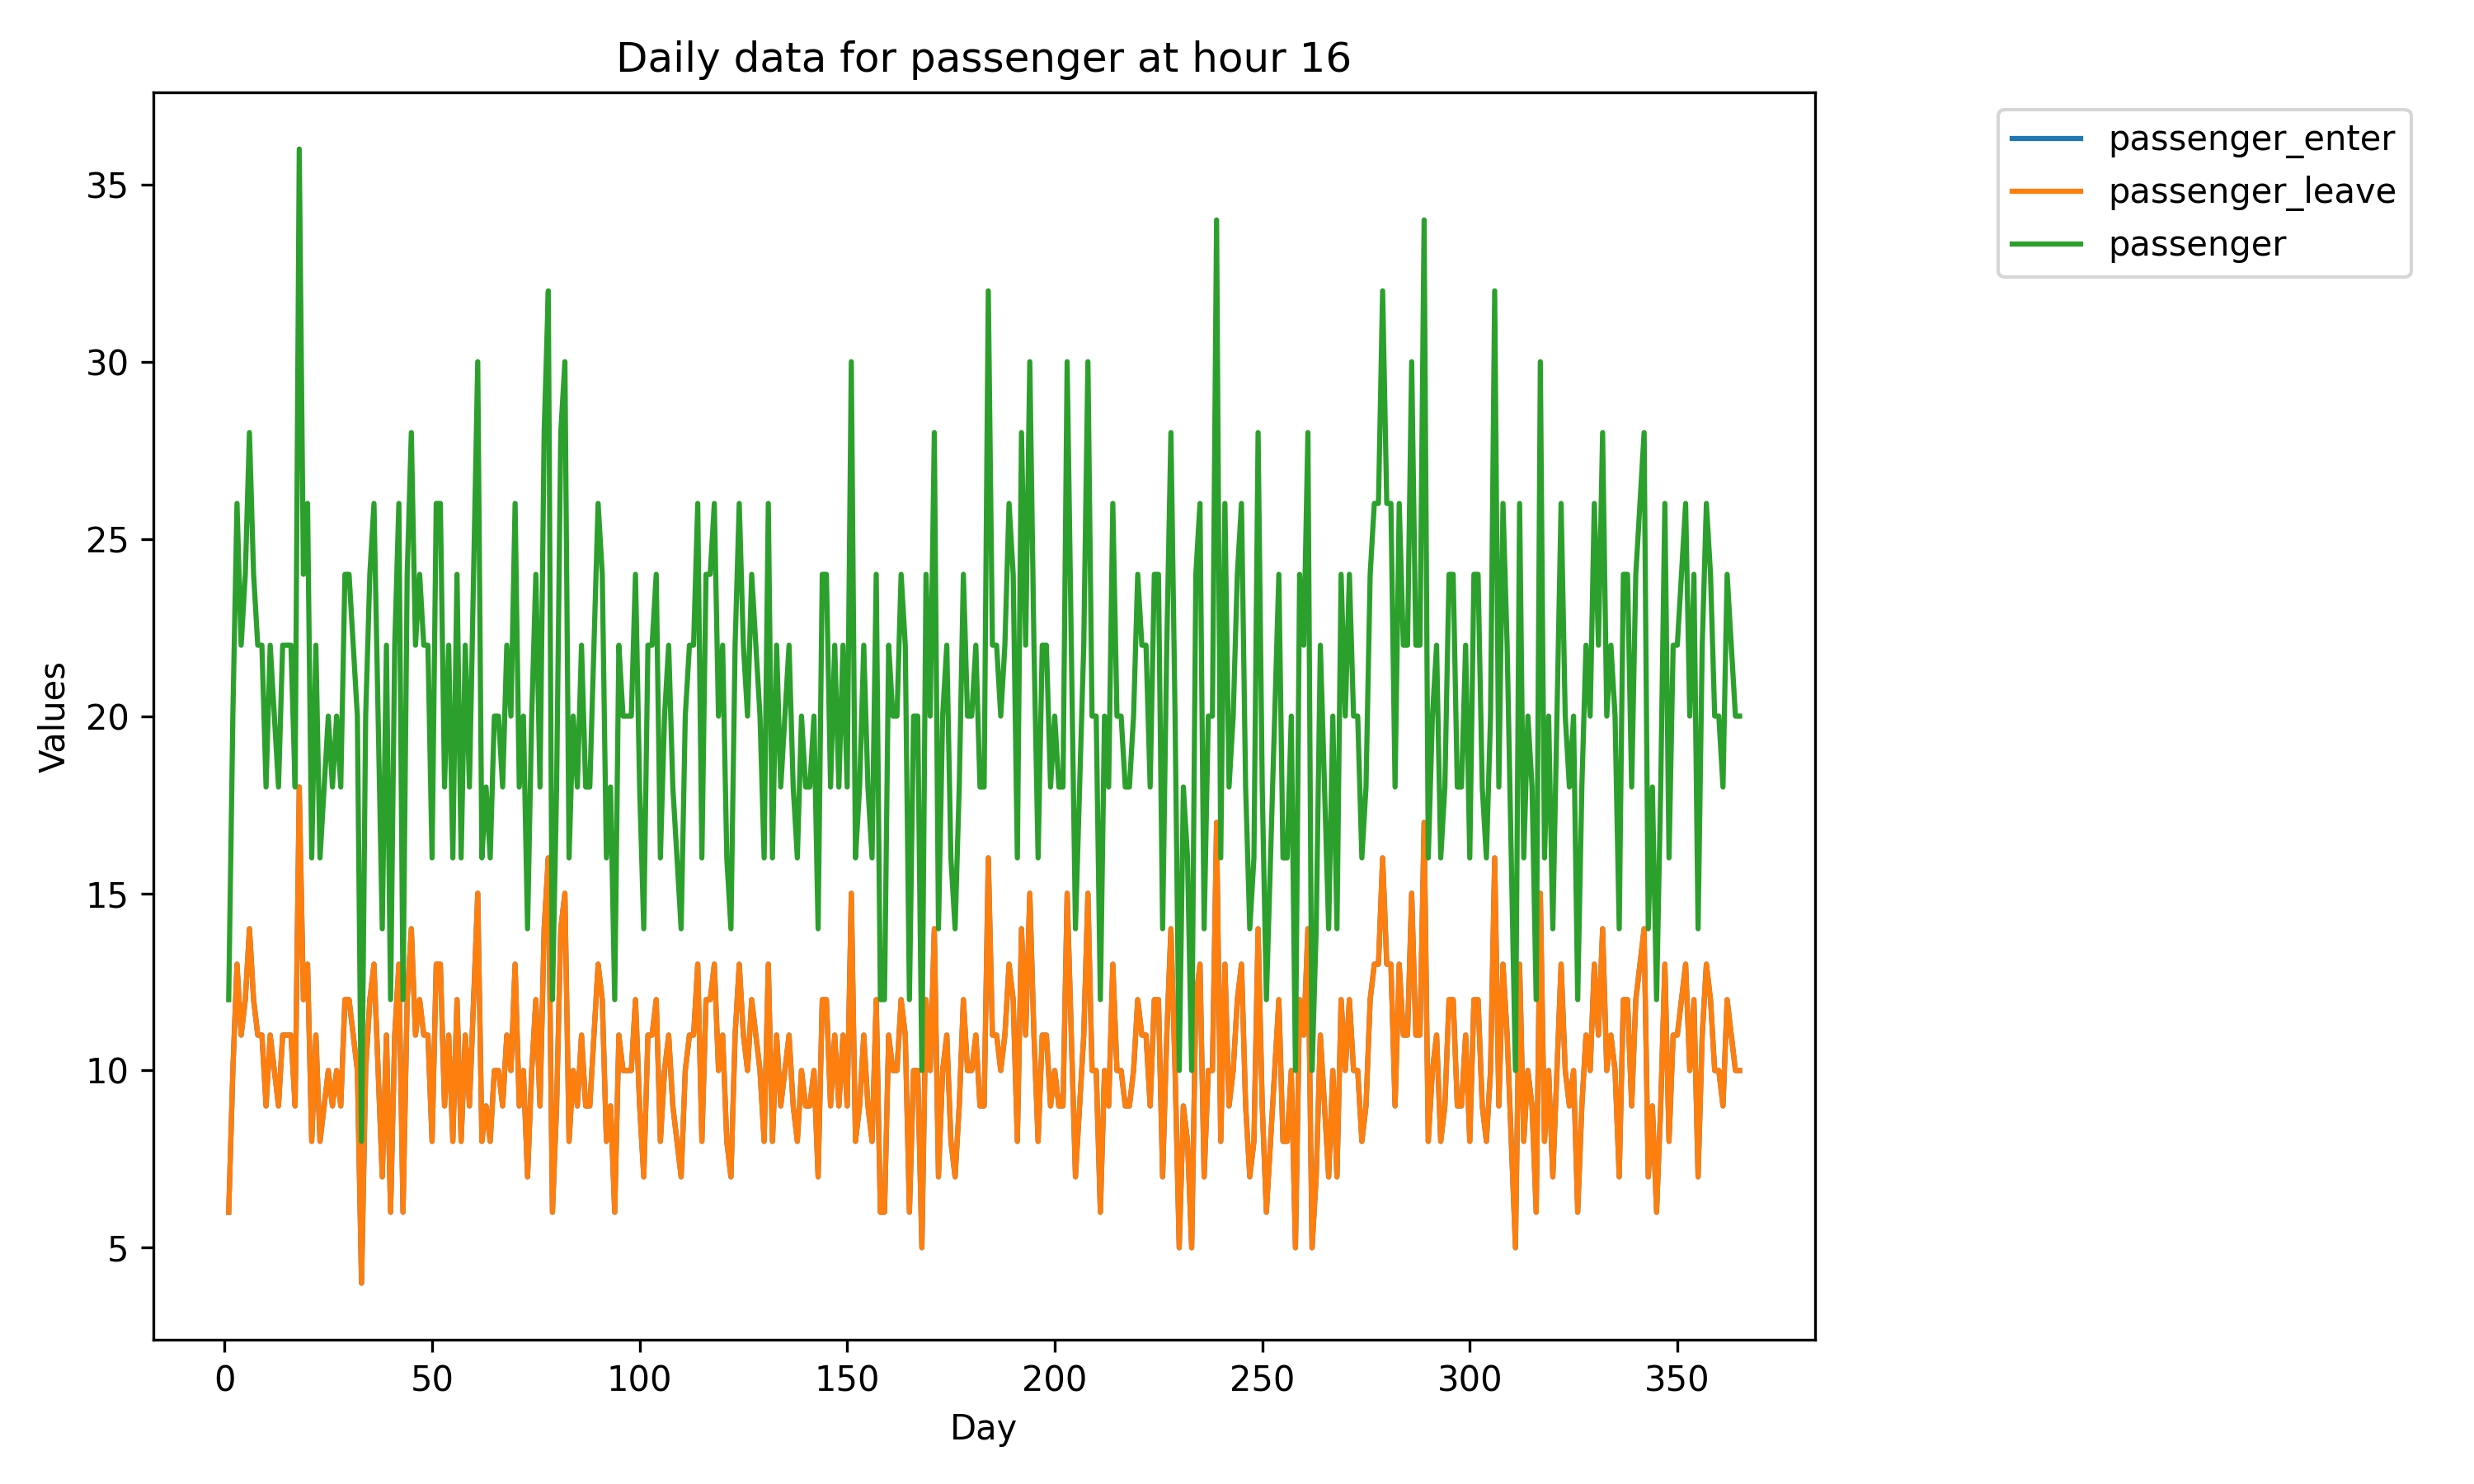 Daily data for passenger at hour 16
passenger_enter
passenger_leave
passenger
Values
35
30
25
20
15
10
5
0 50 100 150 200 250 300 350
Day